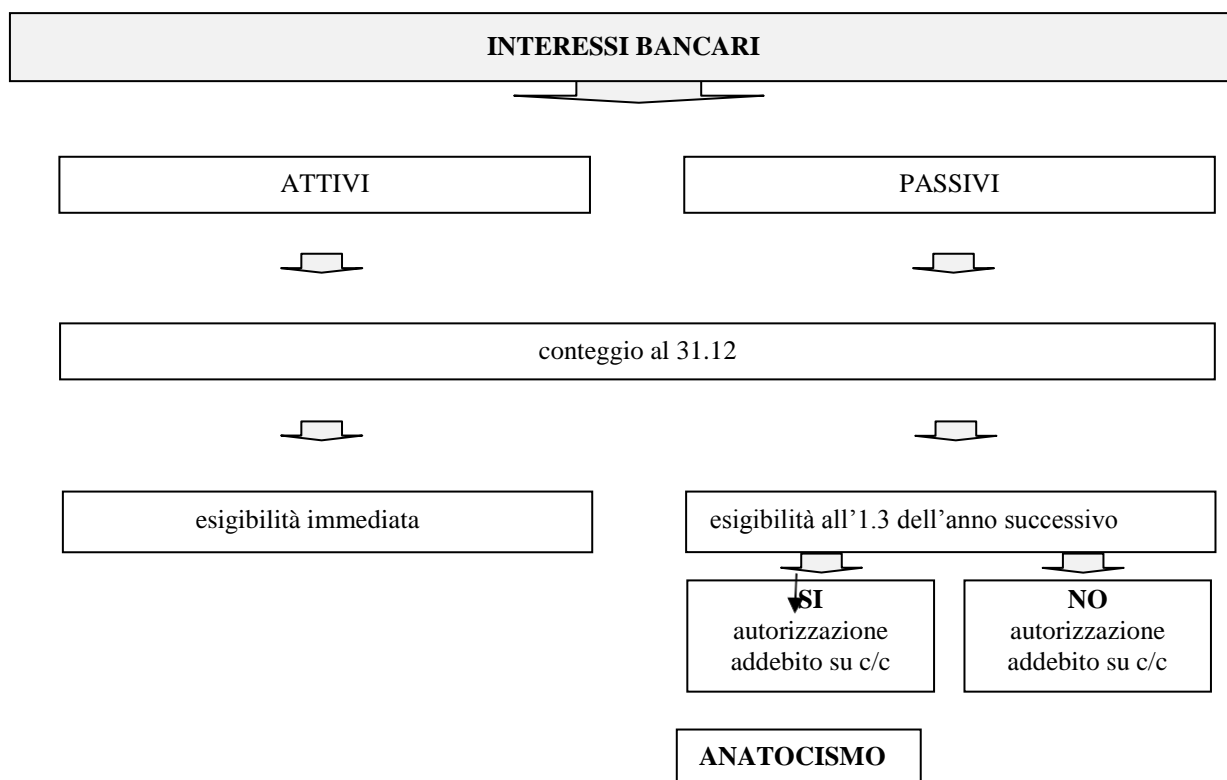 INTERESSI BANCARI
ATTIVI
PASSIVI
conteggio al 31.12
esigibilità immediata
esigibilità all’1.3 dell’anno successivo
SI
autorizzazione
addebito su c/c
NO
autorizzazione
addebito su c/c
ANATOCISMO